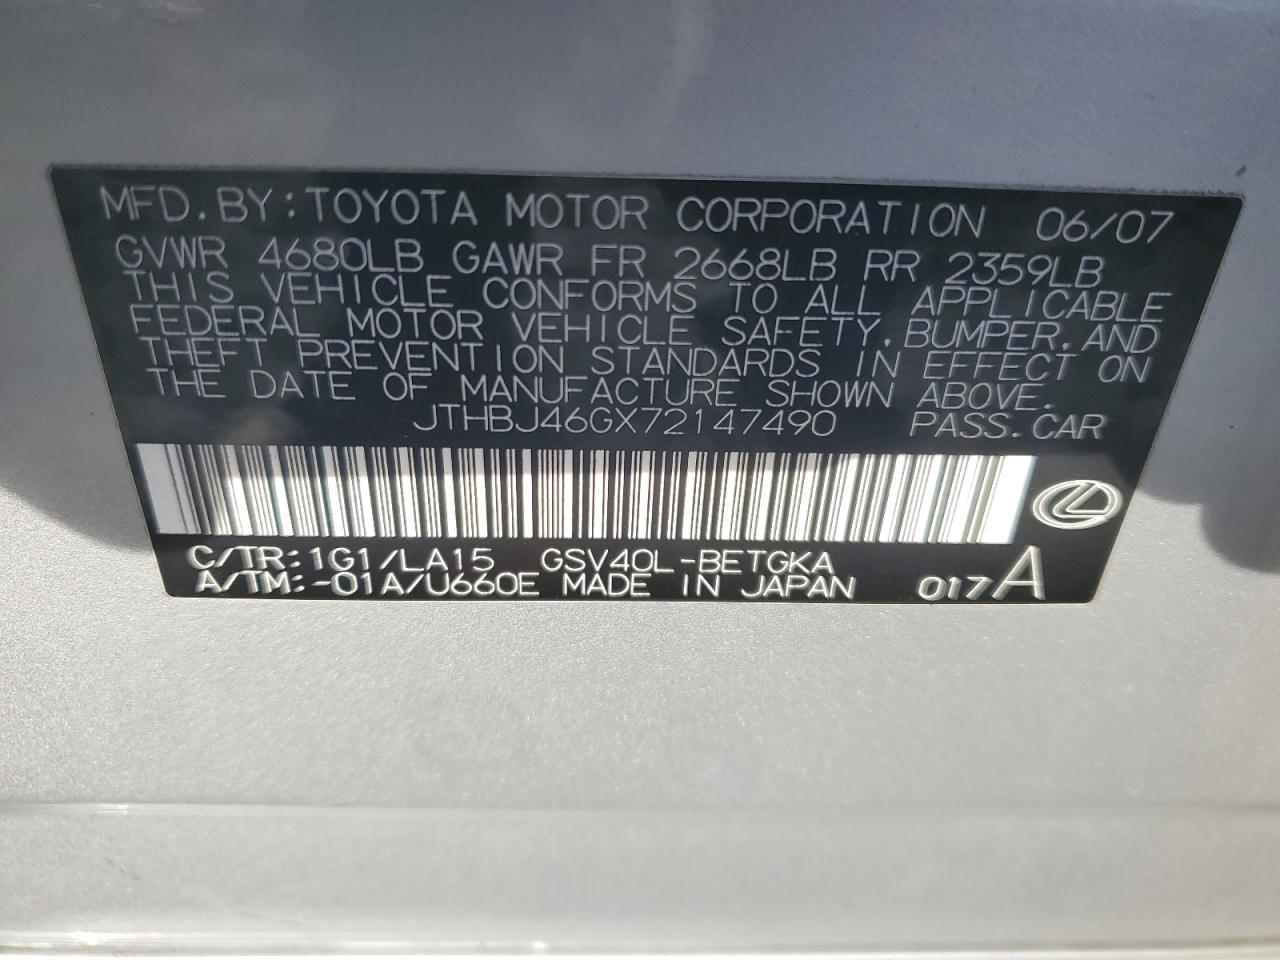 MFD. BY: TOYOTA MOTOR CORPORATION 06/07
GVWR 4680LB GAWR FR 2668LB RR 2359LB
THIS VEHICLE CONFORMS TO ALL APPLICABLE
FEDERAL MOTOR VEHICLE SAFETY, BUMPER, AND
THEFT PREVENTION STANDARDS IN EFFECT ON
THE DATE OF MANUFACTURE SHOWN ABOVE.
JTHBJ46GX72147490 PASS. CAR
C/TR: 1G1/LA15 GSV40L-BETGKA
A/TM: -01A/U660E MADE IN JAPAN 017A